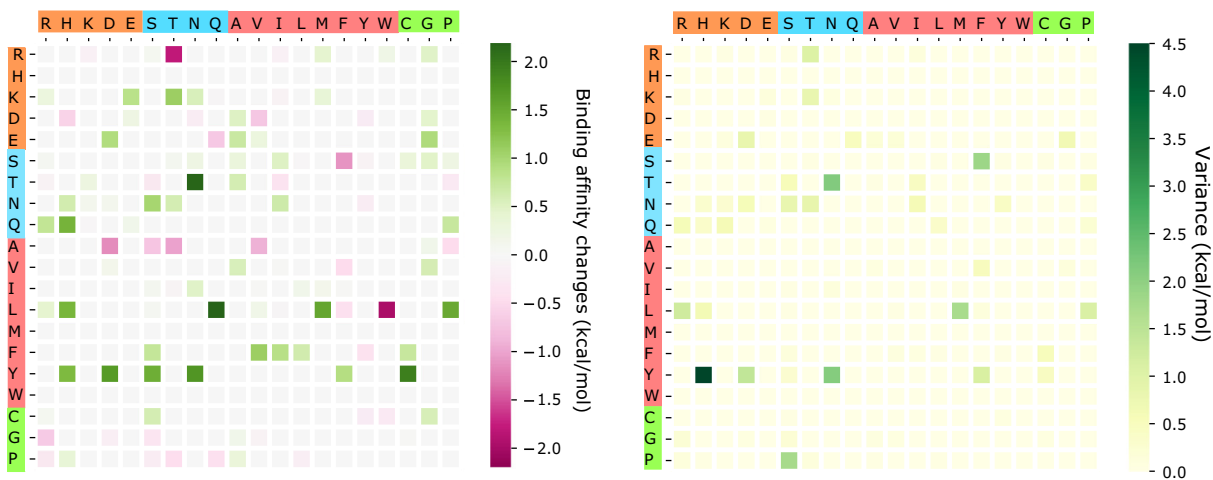 R H K D E S T N Q A V I L M F Y W C G P
R
H
K
D
E
S
T
N
Q
A
V
I
L
M
F
Y
W
C
G
P
2.0
1.5
1.0
0.5
0.0
−0.5
−1.0
−1.5
−2.0
Binding affinity changes (kcal/mol)
R H K D E S T N Q A V I L M F Y W C G P
R
H
K
D
E
S
T
N
Q
A
V
I
L
M
F
Y
W
C
G
P
4.5
4.0
3.5
3.0
2.5
2.0
1.5
1.0
0.5
0.0
Variance (kcal/mol)